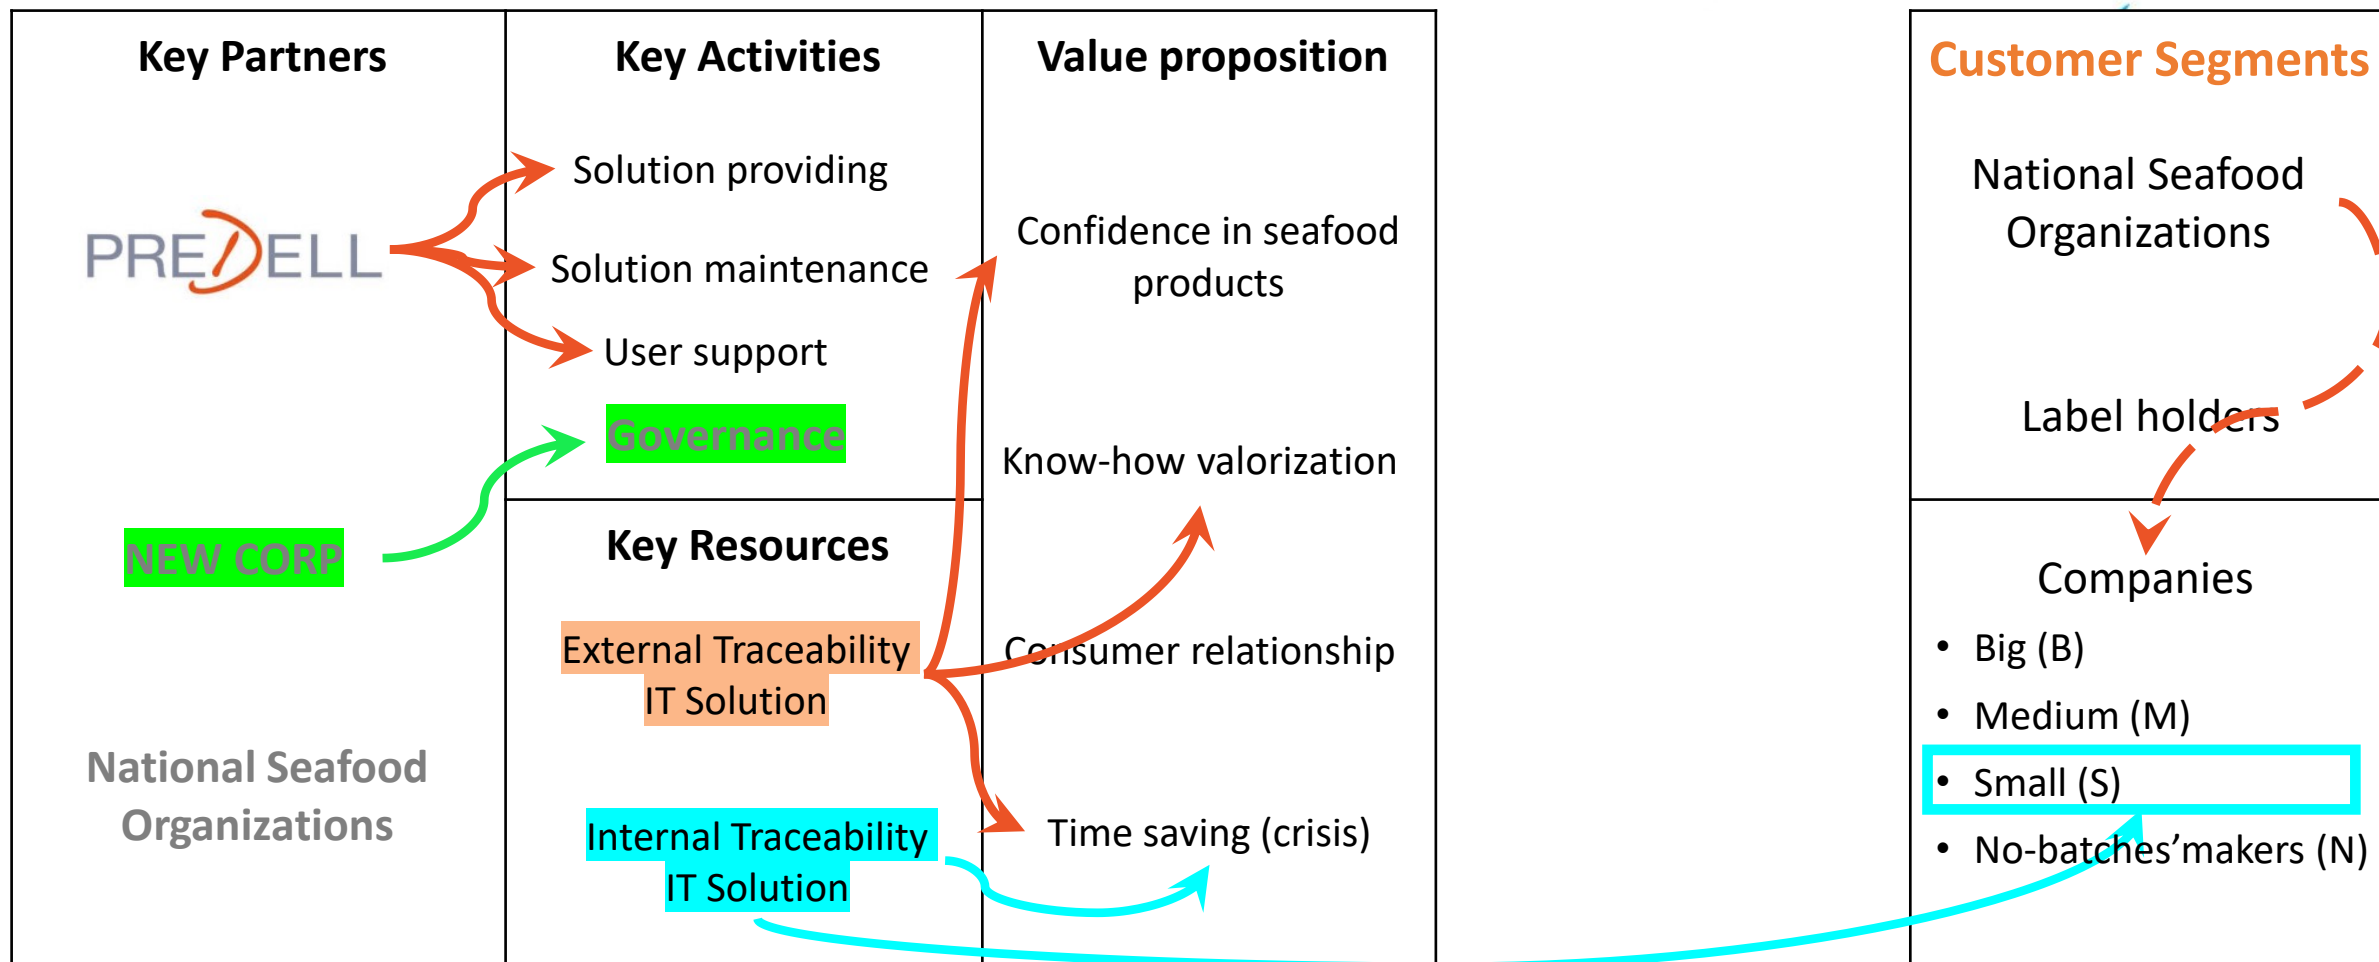 Key Partners
PREDELL
NEW CORP
National Seafood
Organizations
Key Activities
Solution providing
Solution maintenance
User support
Governance
Key Resources
External Traceability
IT Solution
Internal Traceability
IT Solution
Value proposition
Confidence in seafood
products
Know-how valorization
Consumer relationship
Time saving (crisis)
Customer Segments
National Seafood
Organizations
Label holders
Companies
• Big (B)
• Medium (M)
• Small (S)
• No-batches’makers (N)